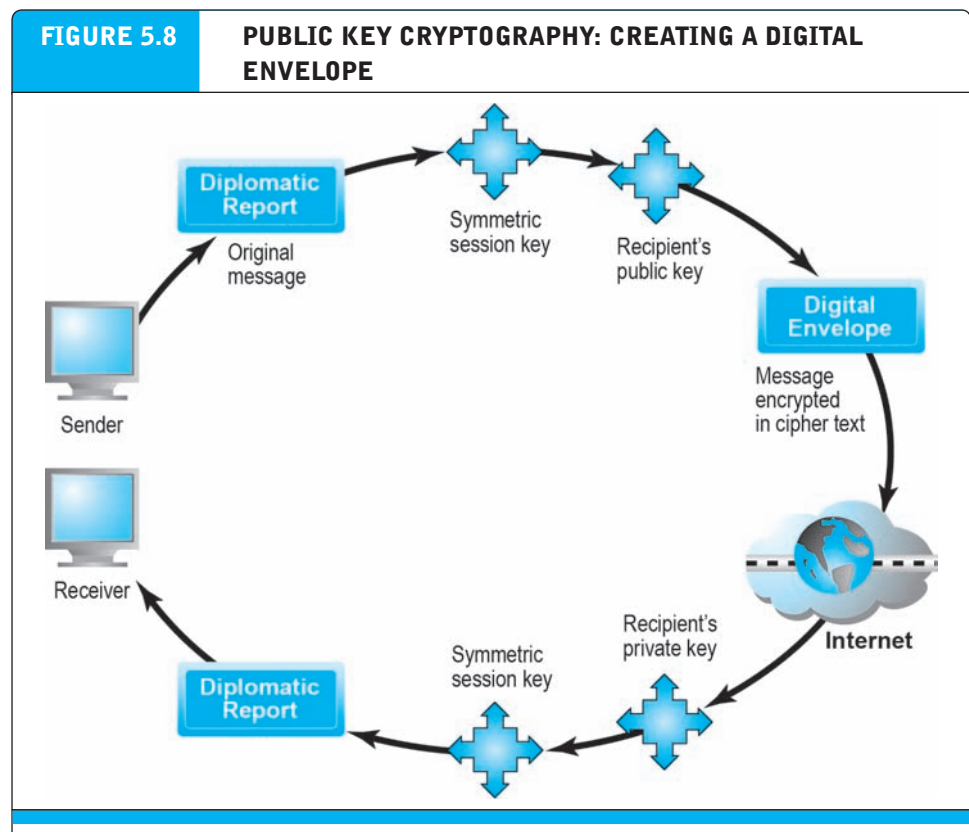 FIGURE 5.8
PUBLIC KEY CRYPTOGRAPHY: CREATING A DIGITAL
ENVELOPE
Diplomatic
Report
Original
message
Symmetric
session key
Recipient's
public key
Digital
Envelope
Message
encrypted
in cipher text
Sender
Receiver
Internet
Recipient's
private key
Symmetric
session key
Diplomatic
Report